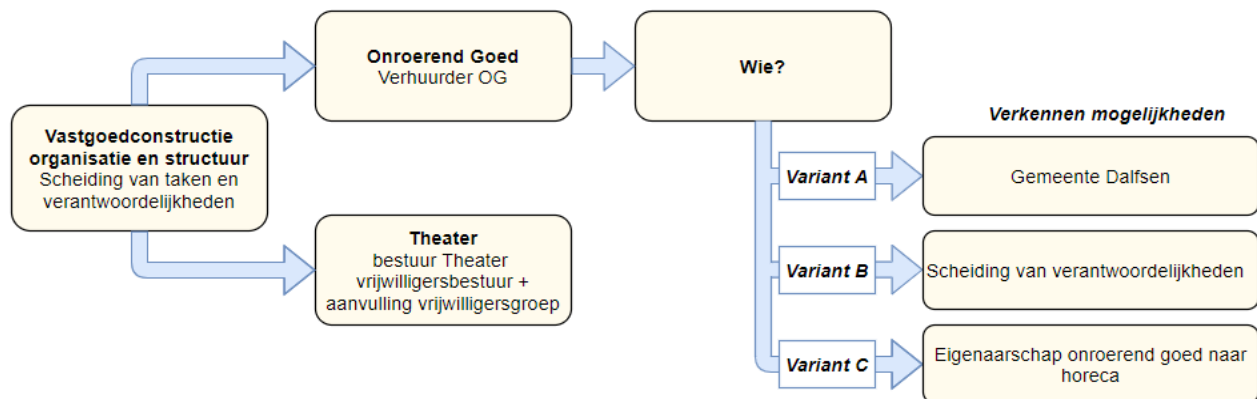 Vastgoedconstructie
organisatie en structuur
Scheiding van taken en
verantwoordelijkheden
Onroerend Goed
Verhuurder OG
Theater
bestuur Theater
vrijwilligersbestuur +
aanvulling vrijwilligersgroep
Wie?
Verkennen mogelijkheden
Variant A
Gemeente Dalfsen
Variant B
Scheiding van verantwoordelijkheden
Variant C
Eigenaarschap onroerend goed naar
horeca